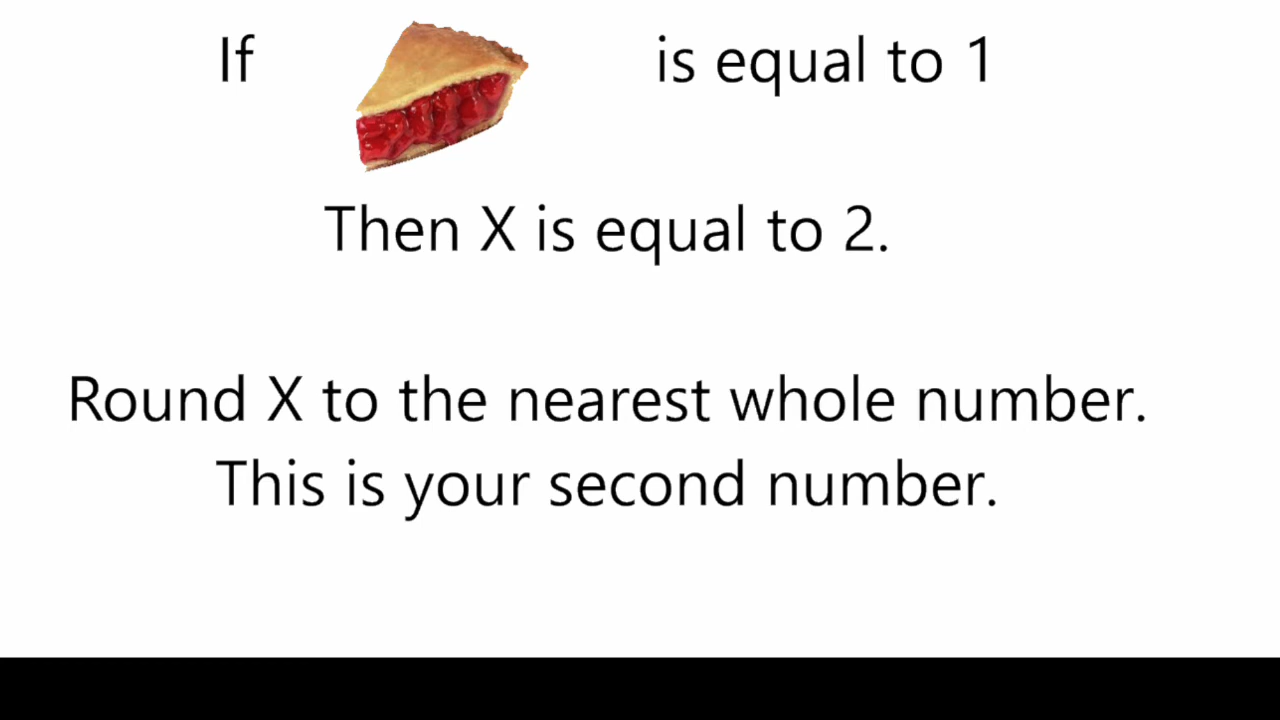 If is equal to 1
Then X is equal to 2.
Round X to the nearest whole number.
This is your second number.